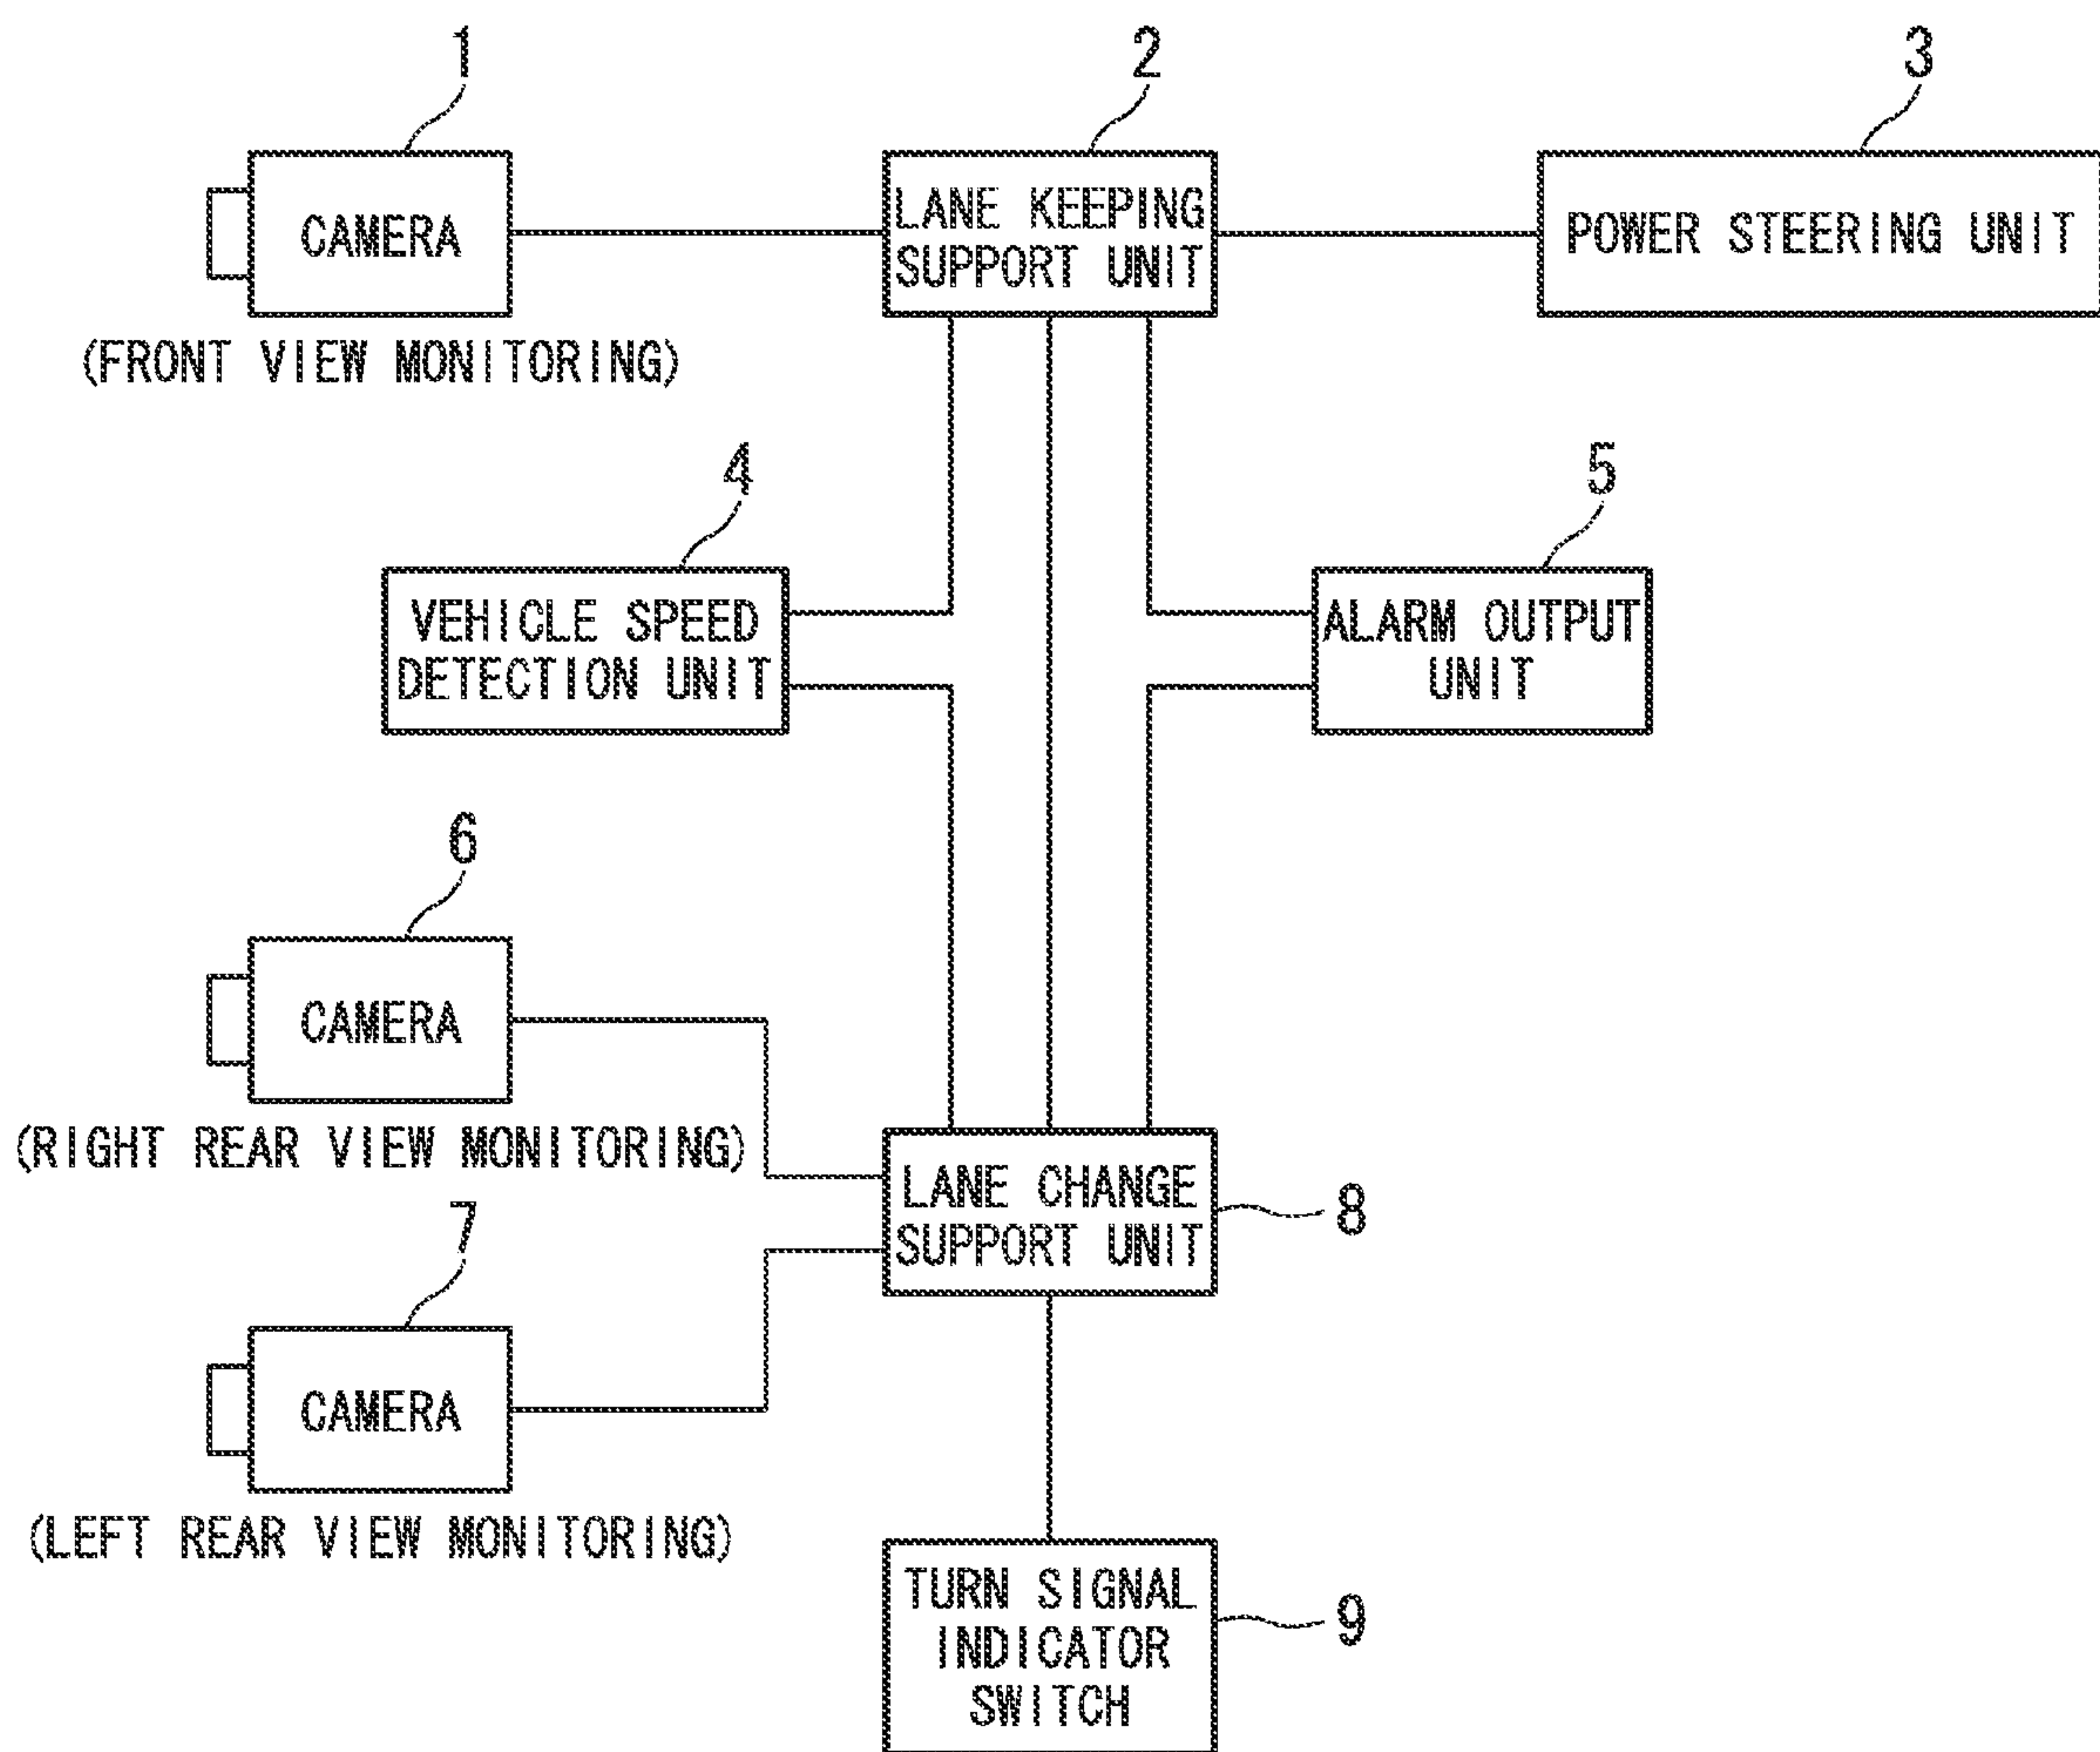 1
2
3
CAMERA
LANE KEEPING
SUPPORT UNIT
POWER STEERING UNIT
(FRONT VIEW MONITORING)
4
5
VEHICLE SPEED
DETECTION UNIT
ALARM OUTPUT
UNIT
6
CAMERA
(RIGHT REAR VIEW MONITORING)
7
LANE CHANGE
SUPPORT UNIT
8
CAMERA
(LEFT REAR VIEW MONITORING)
TURN SIGNAL
INDICATOR
SWITCH
9